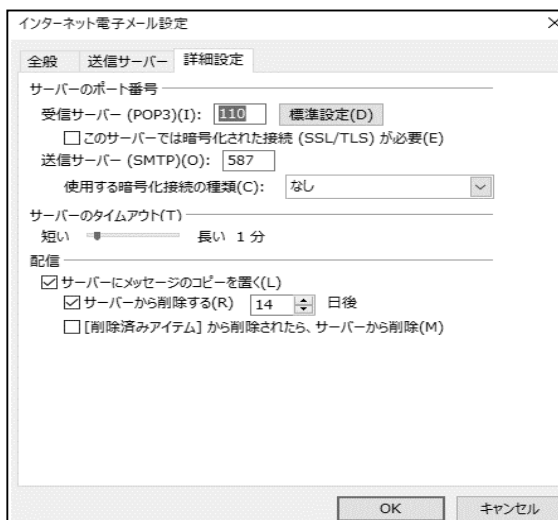 インターネット電子メール設定
全般 送信サーバー 詳細設定
サーバーのポート番号
受信サーバー (POP3)(I): 110 標準設定(D)
このサーバーでは暗号化された接続 (SSL/TLS) が必要(E)
送信サーバー (SMTP)(O): 587
使用する暗号化接続の種類(C): なし
サーバーのタイムアウト(T)
短い 長い 1 分
配信
サーバーにメッセージのコピーを置く(L)
サーバーから削除する(R) 14 日後
[削除済みアイテム] から削除されたら、サーバーから削除(M)
OK キャンセル